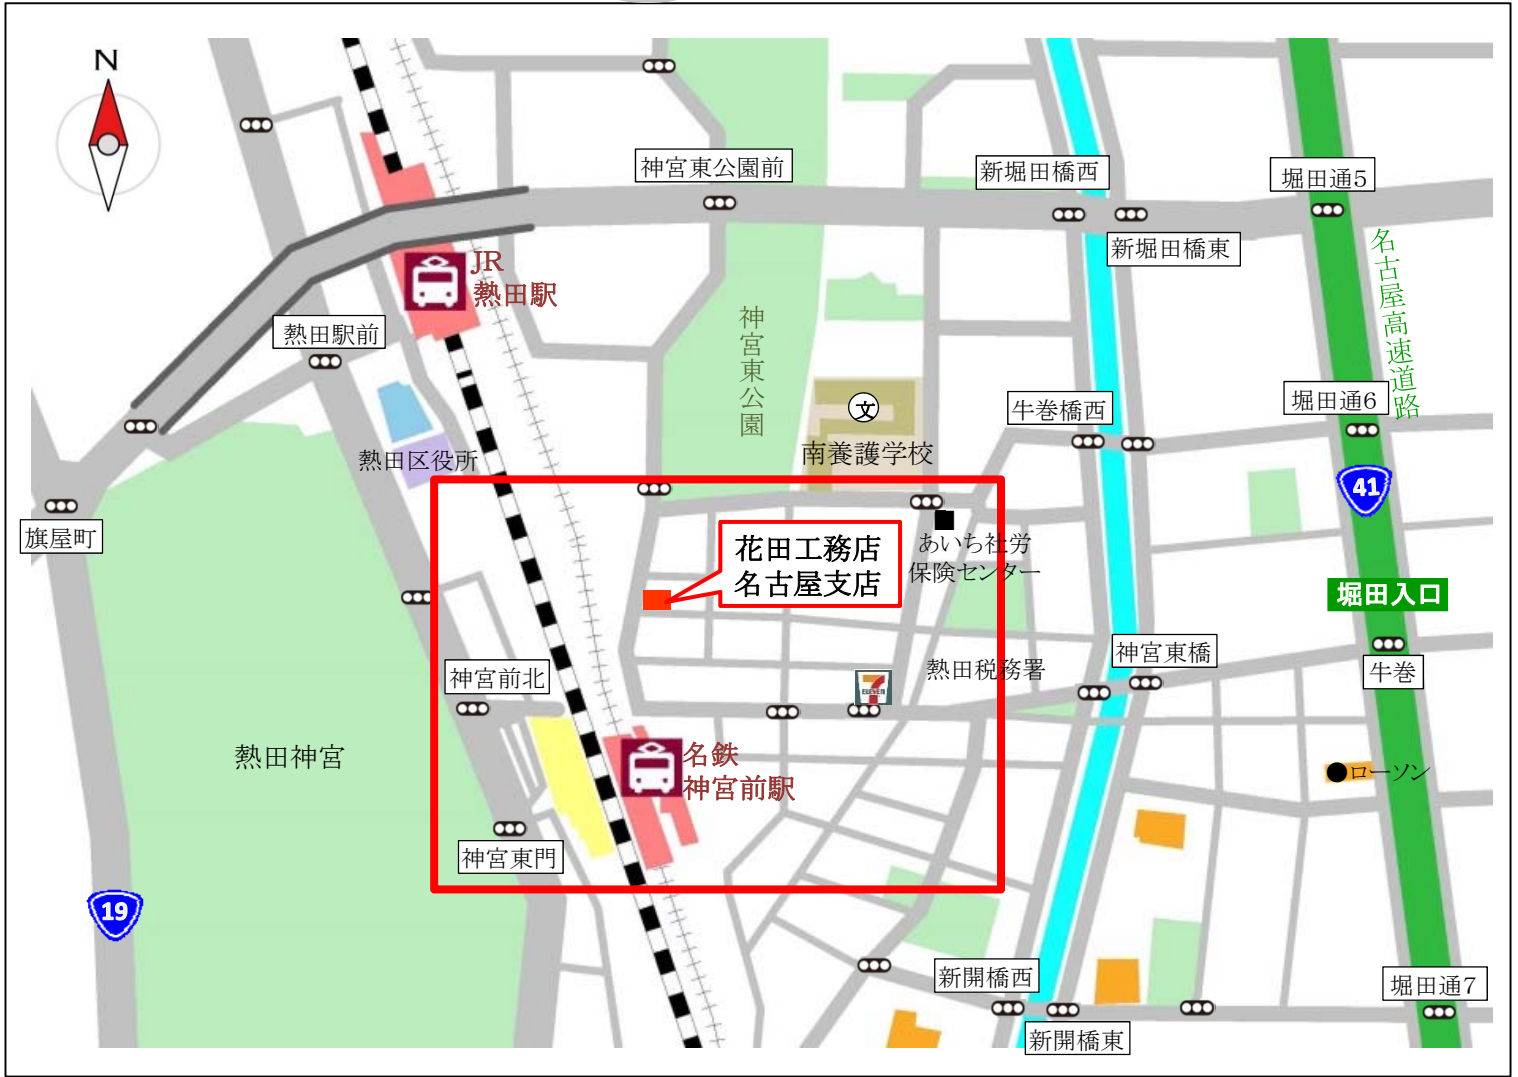 N
神宮東公園前
新堀田橋西
堀田通5
新堀田橋東
名古屋高速道路
JR
熱田駅
熱田駅前
神宮東公園
文
堀田通6
牛巻橋西
南養護学校
熱田区役所
41
旗屋町
花田工務店
名古屋支店
あいち社労
保険センター
堀田入口
神宮東橋
牛巻
神宮前北
熱田税務署
7
ELEVEN
熱田神宮
名鉄
神宮前駅
ローソン
神宮東門
19
新開橋西
堀田通7
新開橋東